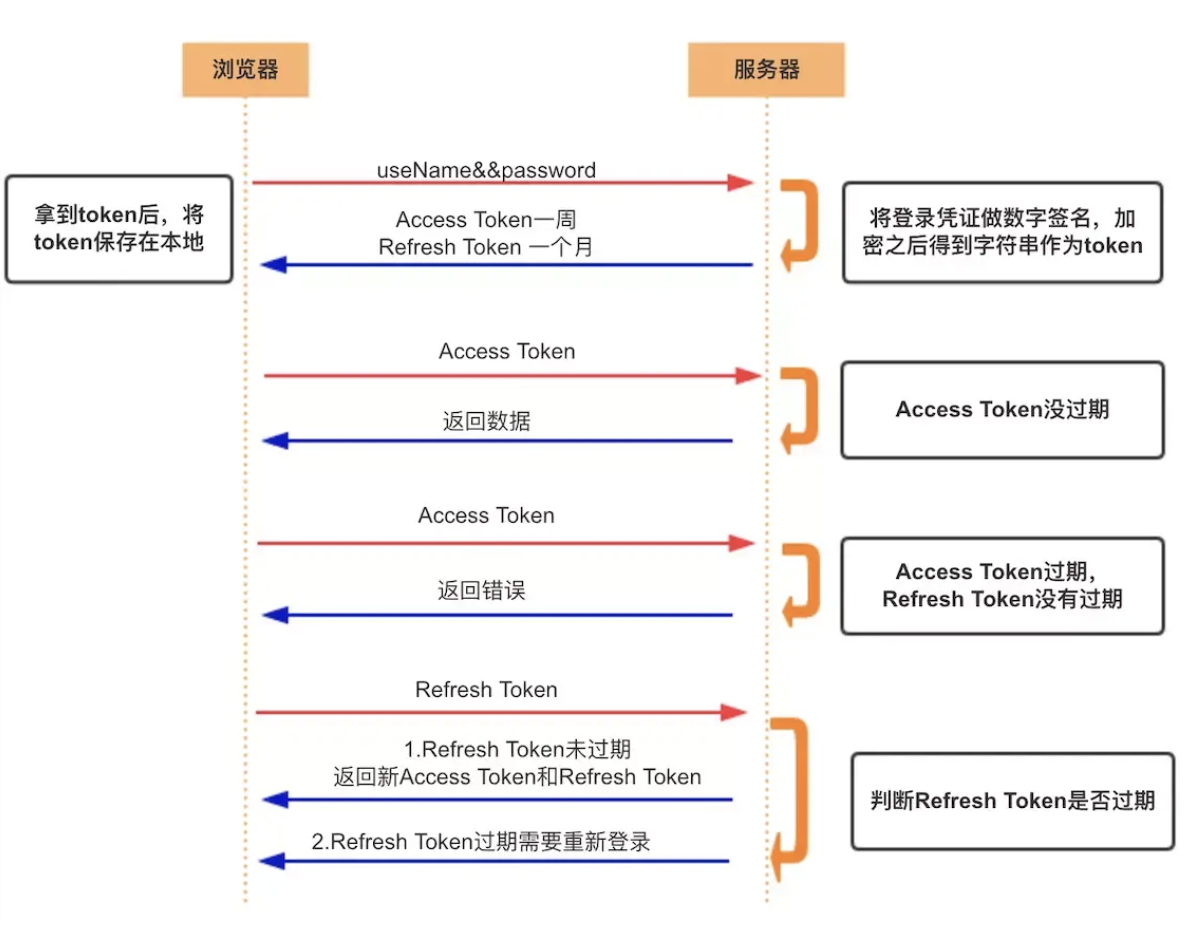 浏览器
服务器
useName&&password
拿到token后，将
token保存在本地
Access Token一周
Refresh Token 一个月
将登录凭证做数字签名，加
密之后得到字符串作为token
Access Token
返回数据
Access Token没过期
Access Token
返回错误
Access Token过期，
Refresh Token没有过期
Refresh Token
1.Refresh Token未过期
返回新Access Token和Refresh Token
判断Refresh Token是否过期
2.Refresh Token过期需要重新登录